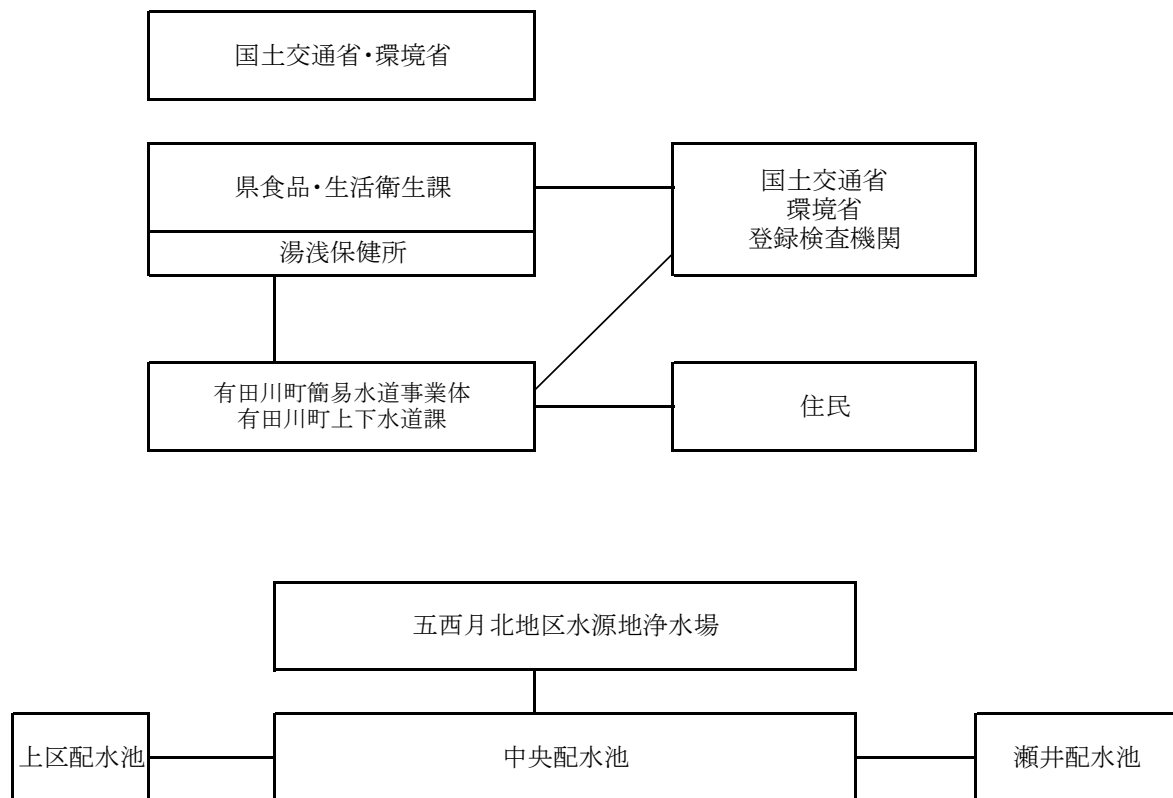 国土交通省・環境省
県食品・生活衛生課
湯浅保健所
国土交通省
環境省
登録検査機関
有田川町簡易水道事業体
有田川町上下水道課
住民
五西月北地区水源地浄水場
上区配水池
中央配水池
瀬井配水池